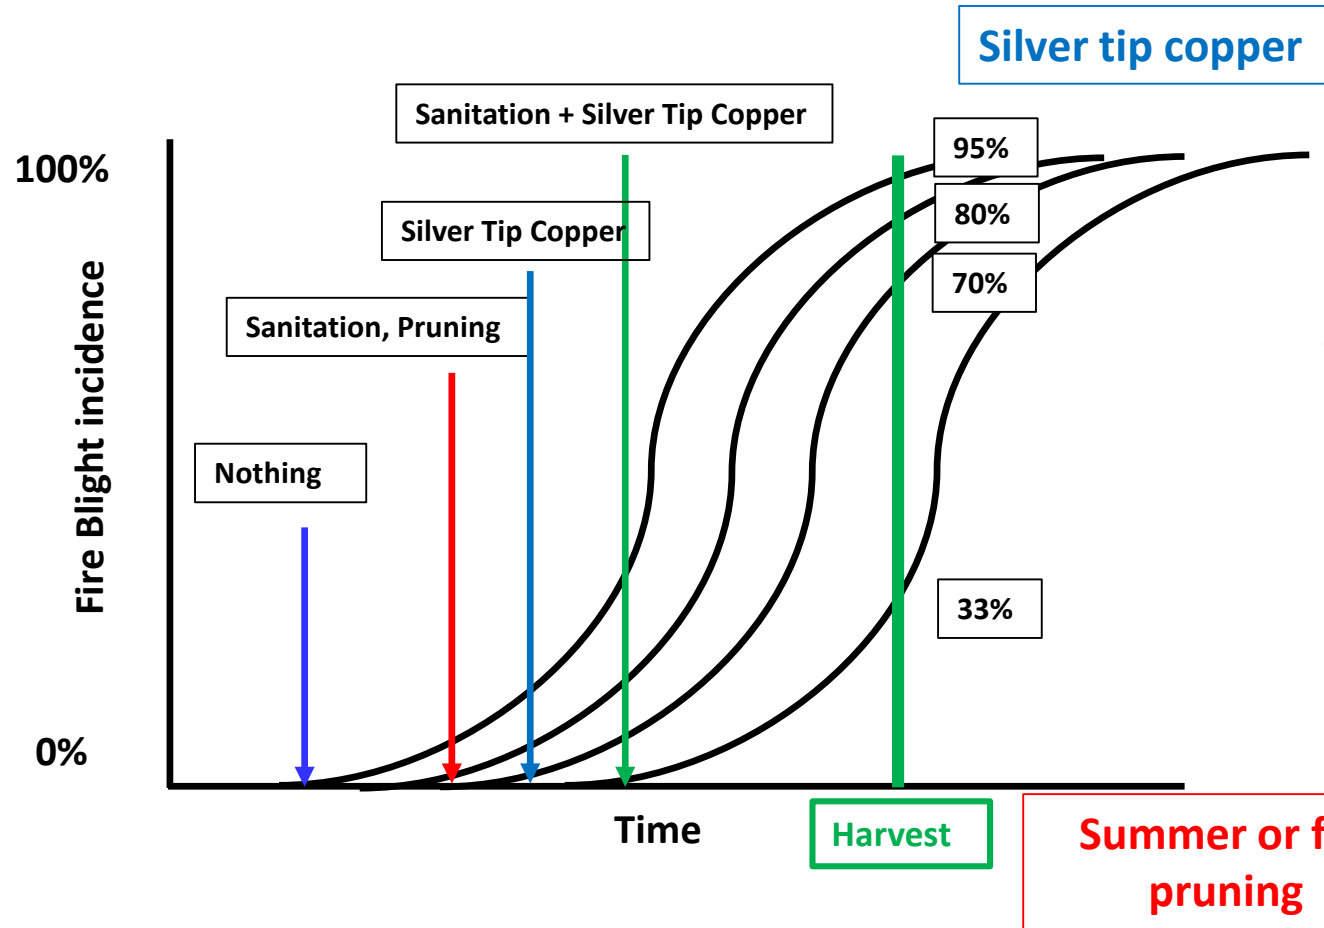 Silver tip copper
Sanitation + Silver Tip Copper
100%
95%
80%
Silver Tip Copper
70%
Sanitation, Pruning
Nothing
Fire Blight incidence
33%
0%
Time
Harvest
Summer or f
pruning